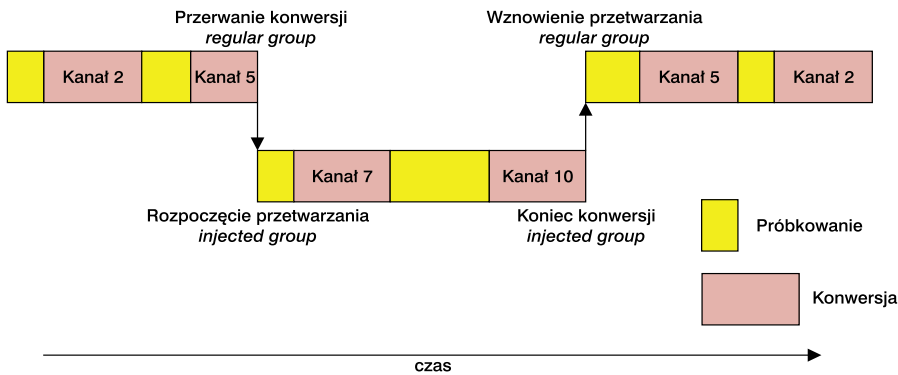 Przerwanie konwersji
regular group
Wznowienie przetwarzania
regular group
Kanał 2
Kanał 5
Kanał 5
Kanał 2
Kanał 7
Kanał 10
Rozpoczęcie przetwarzania
injected group
Koniec konwersji
injected group
Próbkowanie
Konwersja
czas